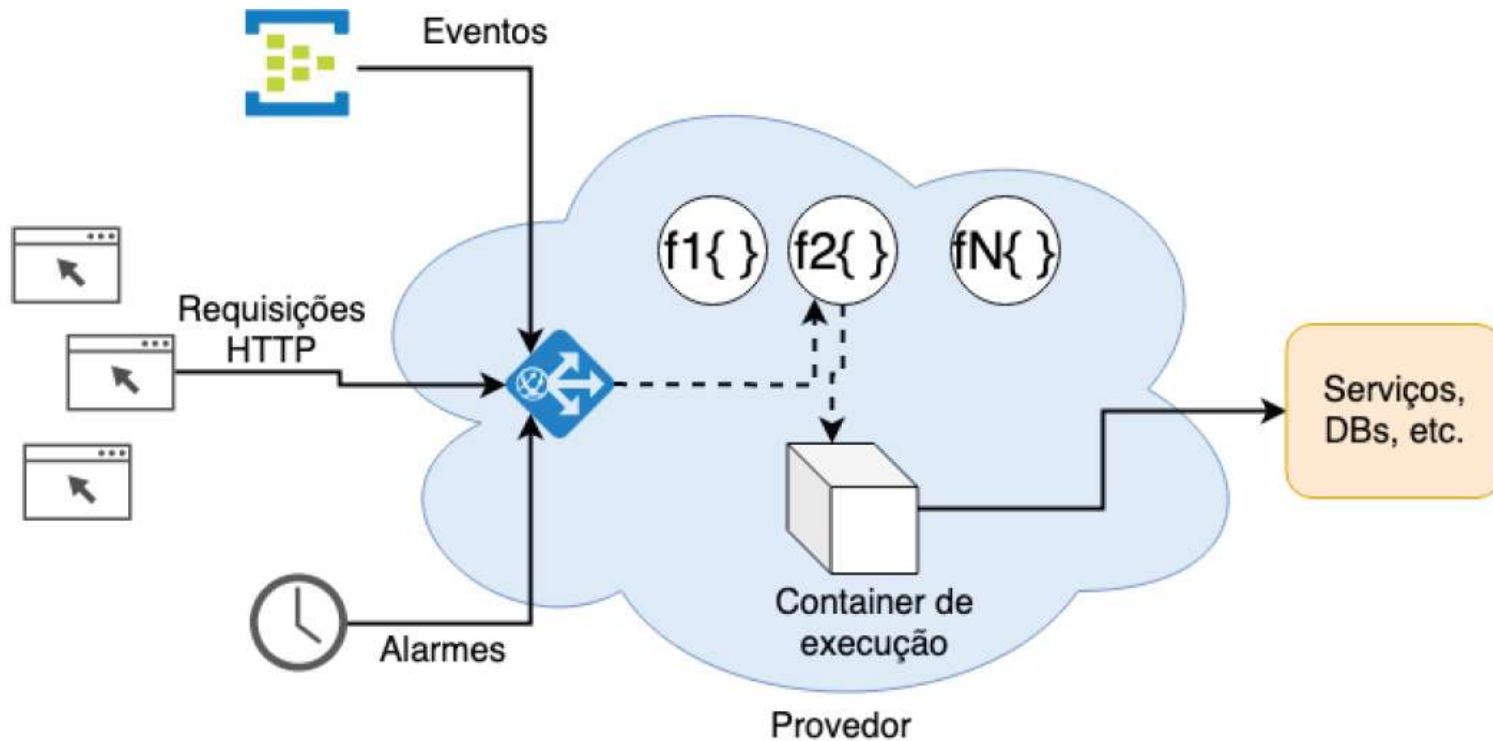 Eventos
f1{ }
f2{ }
fN{ }
Requisições
HTTP
Serviços,
DBs, etc.
Container de
execução
Alarmes
Provedor